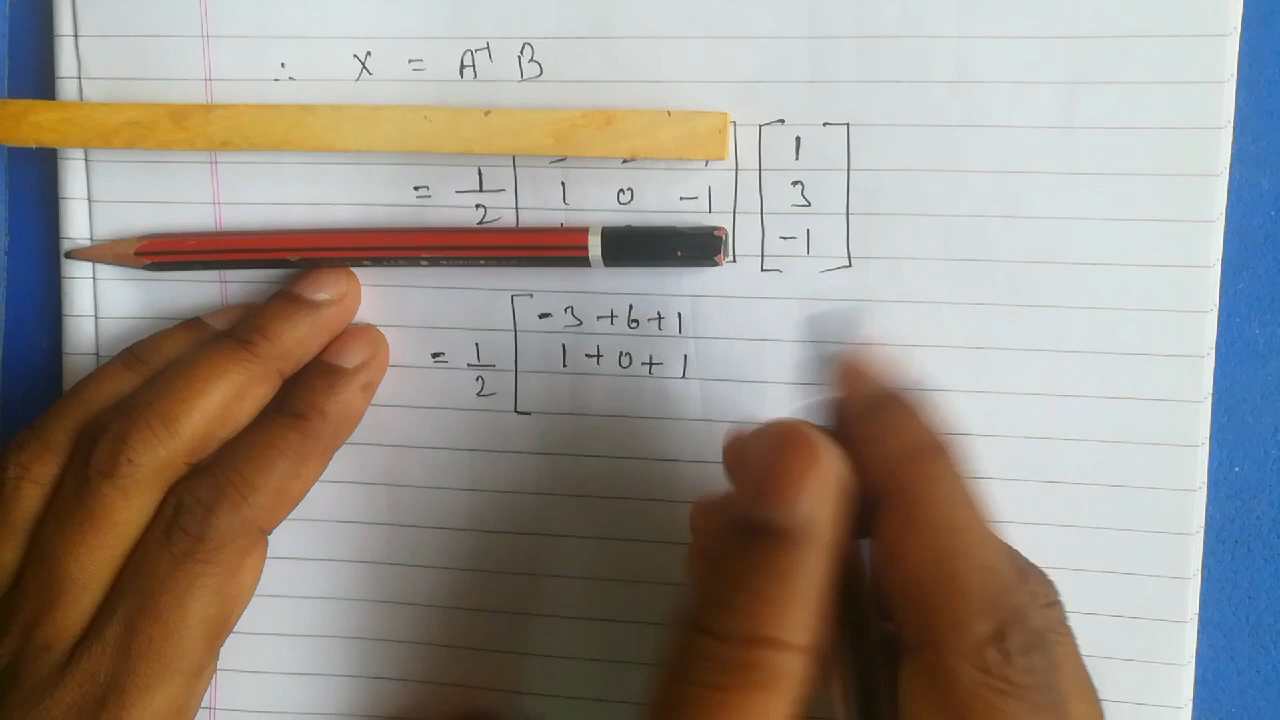 ∴ X = A⁻¹ B
1
= 1/2 [ 1 0 -1 ] [ 3 ]
-1
= 1/2 [ -3 +6+1
1 + 0 + 1